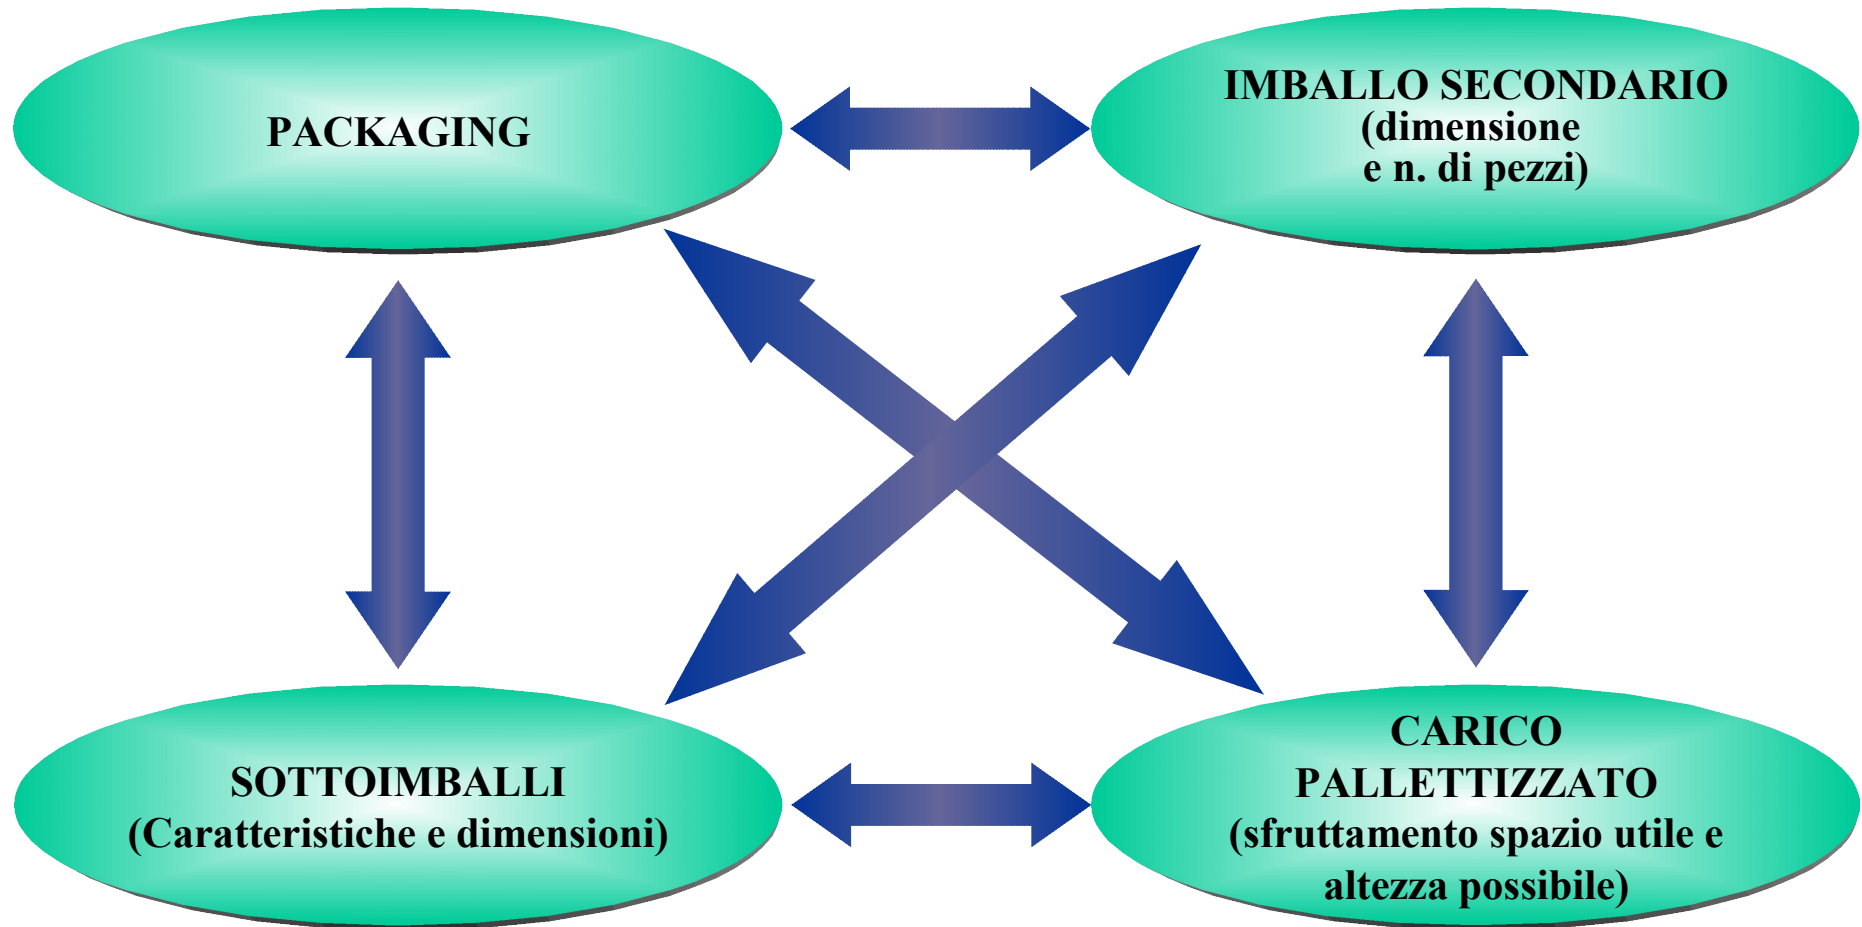 PACKAGING
IMBALLO SECONDARIO
(dimensione
e n. di pezzi)
SOTTOIMBALLI
(Caratteristiche e dimensioni)
CARICO
PALLETTIZZATO
(sfruttamento spazio utile e
altezza possibile)